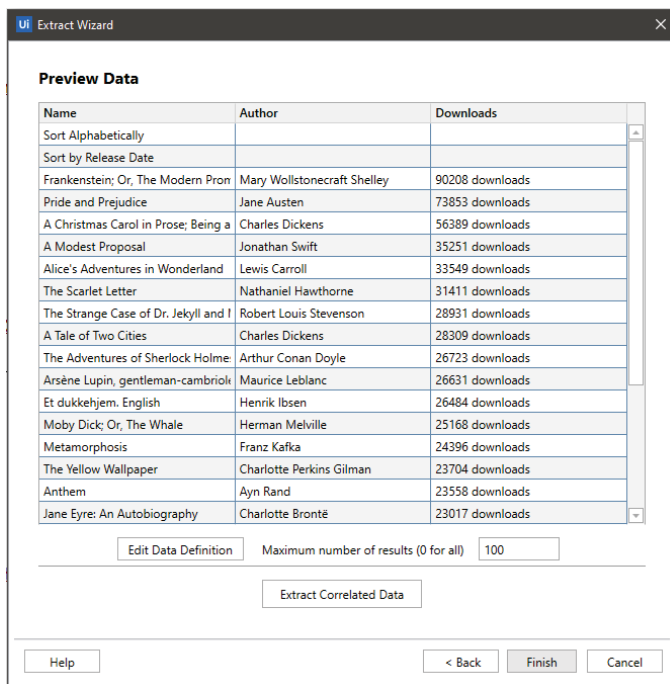 Ui Extract Wizard
Preview Data
Name Author Downloads
Sort Alphabetically
Sort by Release Date
Frankenstein; Or, The Modern Prom Mary Wollstonecraft Shelley 90208 downloads
Pride and Prejudice Jane Austen 73853 downloads
A Christmas Carol in Prose; Being a Charles Dickens 56389 downloads
A Modest Proposal Jonathan Swift 35251 downloads
Alice's Adventures in Wonderland Lewis Carroll 33549 downloads
The Scarlet Letter Nathaniel Hawthorne 31411 downloads
The Strange Case of Dr. Jekyll and Robert Louis Stevenson 28931 downloads
A Tale of Two Cities Charles Dickens 28309 downloads
The Adventures of Sherlock Holmes Arthur Conan Doyle 26723 downloads
Arsène Lupin, gentleman-cambriole Maurice Leblanc 26631 downloads
Et dukkehjem. English Henrik Ibsen 26484 downloads
Moby Dick; Or, The Whale Herman Melville 25168 downloads
Metamorphosis Franz Kafka 24396 downloads
The Yellow Wallpaper Charlotte Perkins Gilman 23704 downloads
Anthem Ayn Rand 23558 downloads
Jane Eyre: An Autobiography Charlotte Brontë 23017 downloads
Edit Data Definition Maximum number of results (0 for all) 100
Extract Correlated Data
Help < Back Finish Cancel